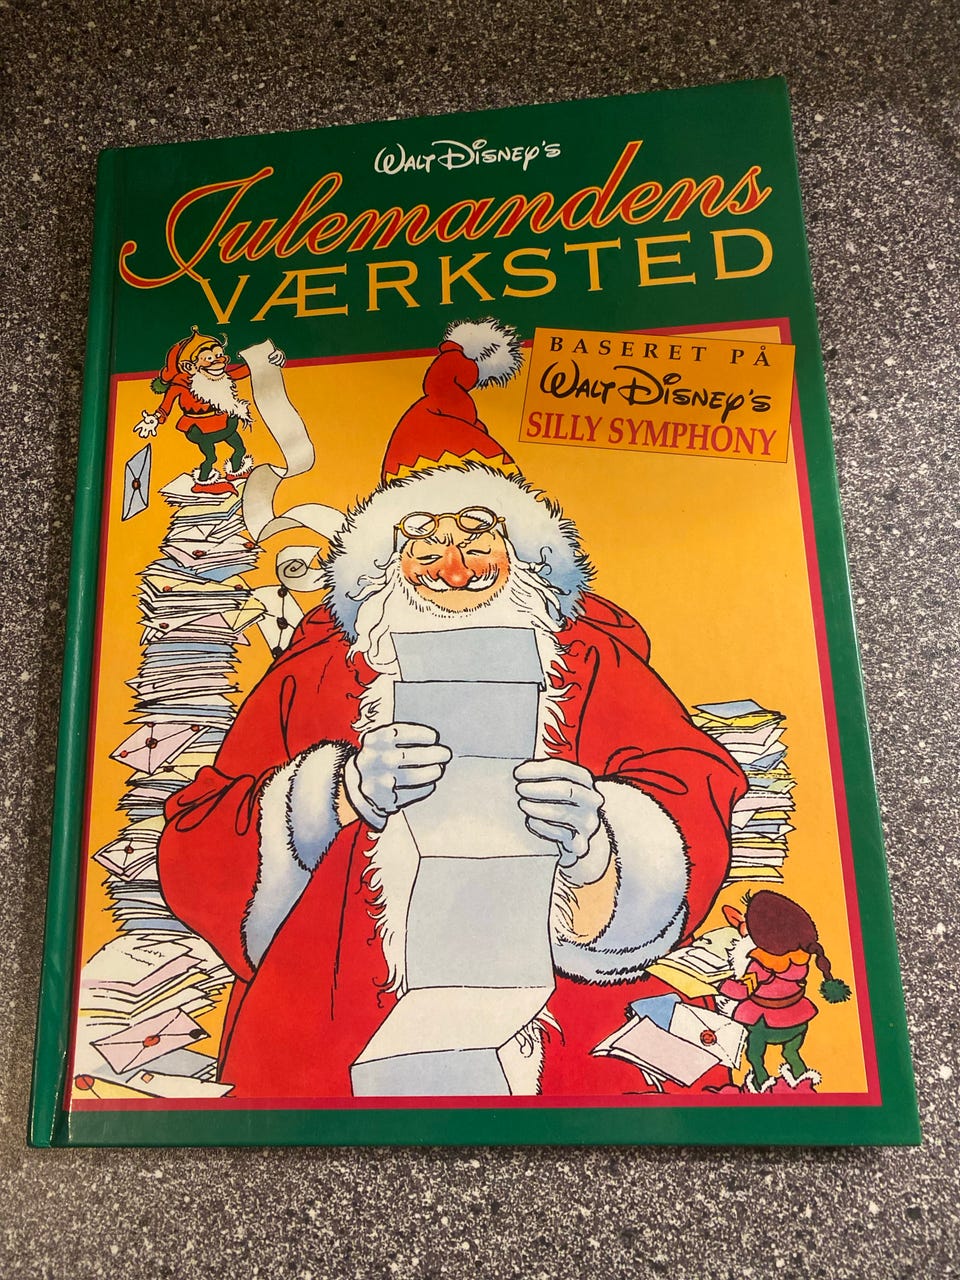 Walt Disney's
Julemandens
VÆRKSTED
BASERET PÅ
Walt Disney's
SILLY SYMPHONY